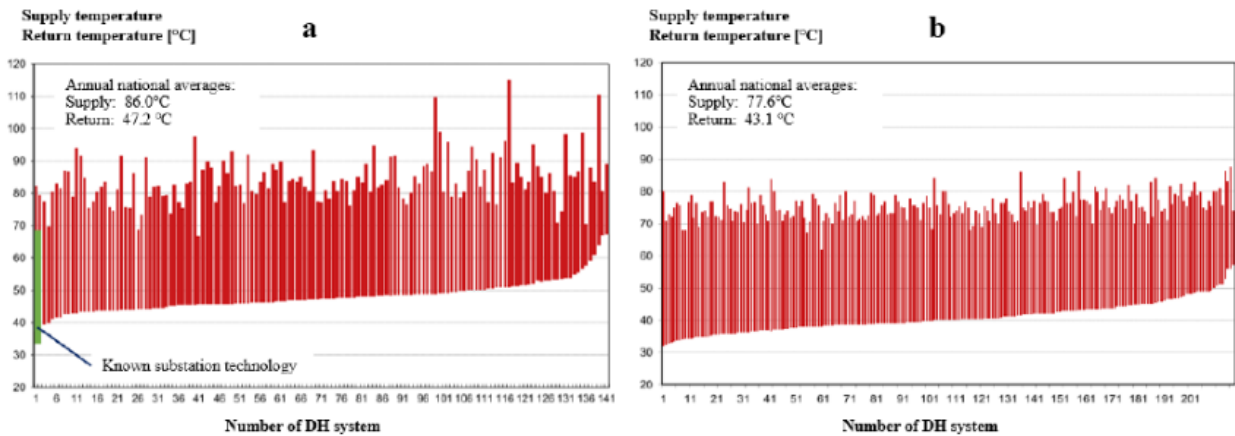 Supply temperature
Return temperature [°C]
a
120
110
100
90
80
70
60
50
40
30
20
Annual national averages:
Supply: 86.0°C
Return: 47.2 °C
Known substation technology
1 6 11 16 21 26 31 36 41 46 51 56 61 66 71 76 81 86 91 96 101 106 111 116 121 126 131 136 141
Number of DH system
Supply temperature
Return temperature [°C]
b
120
110
100
90
80
70
60
50
40
30
20
Annual national averages:
Supply: 77.6°C
Return: 43.1 °C
1 11 21 31 41 51 61 71 81 91 101 111 121 131 141 151 161 171 181 191 201
Number of DH system